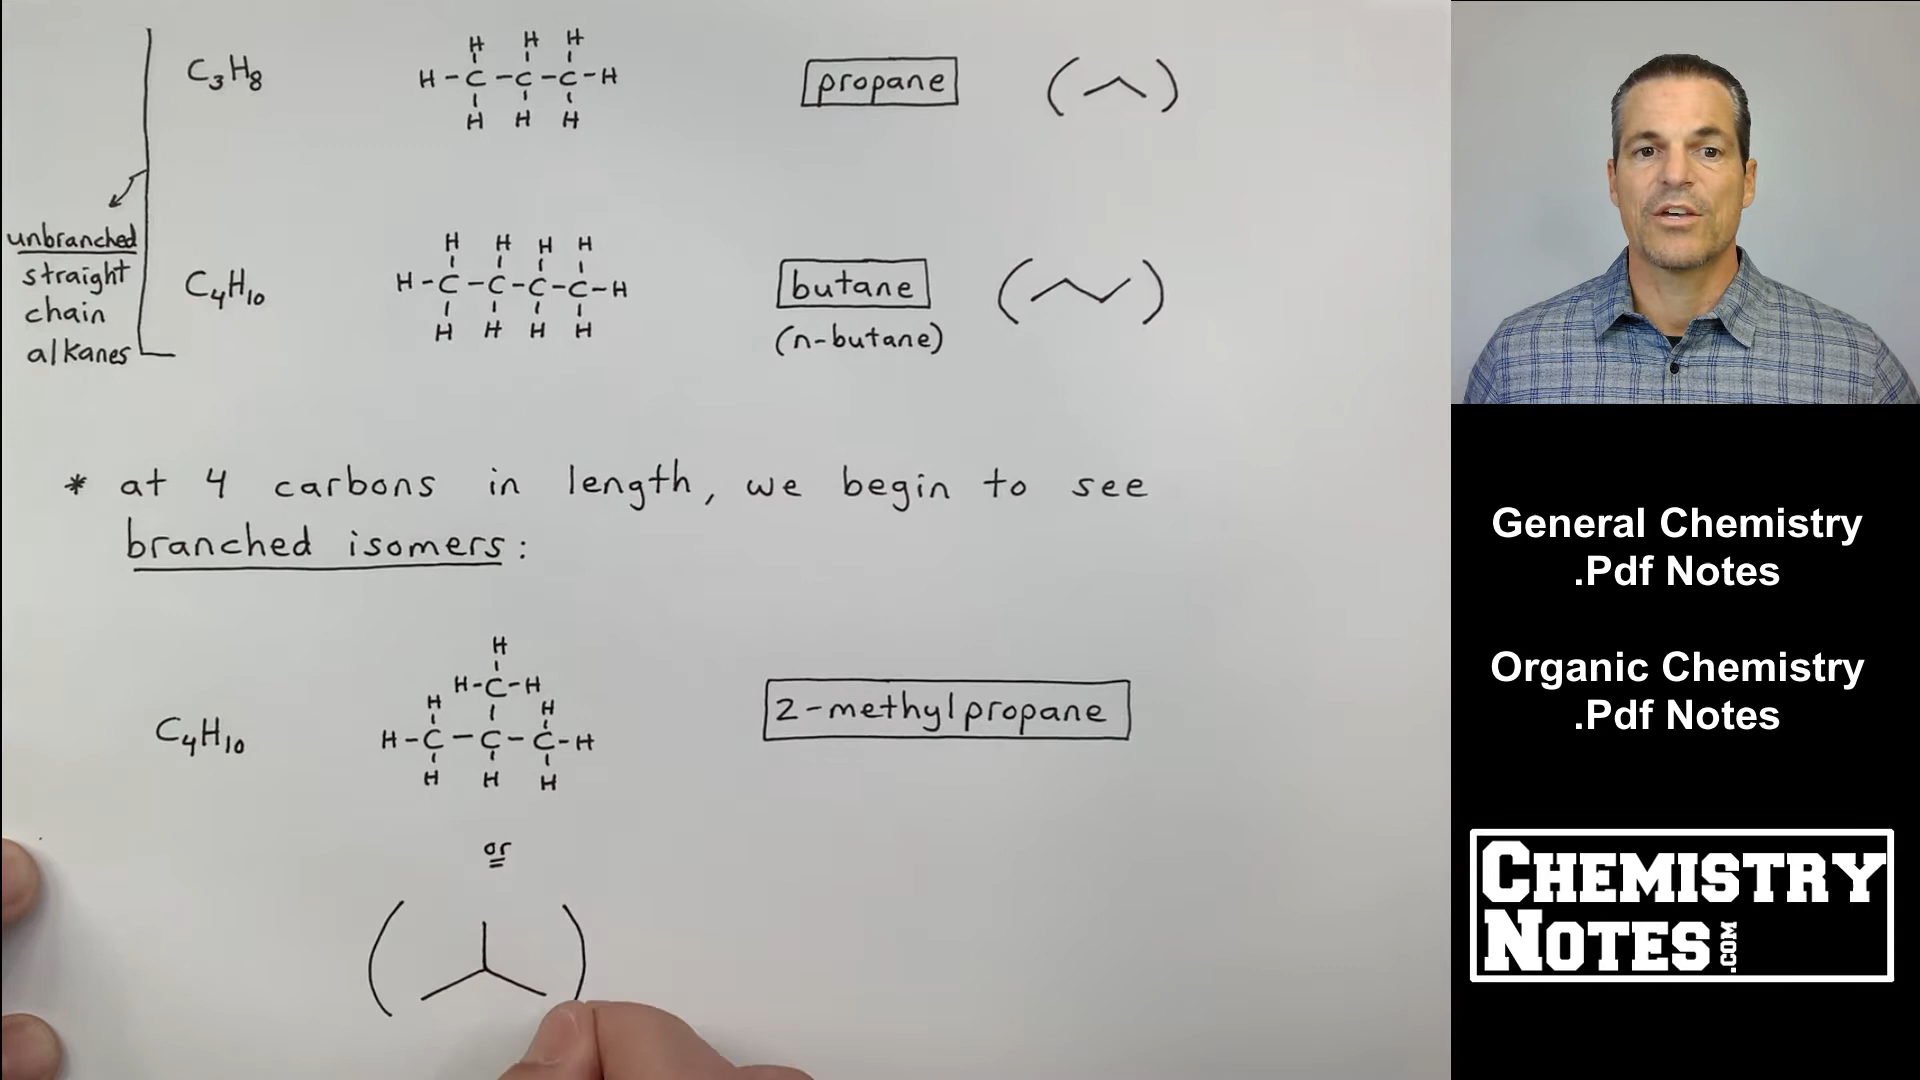 C3H8
H H H
H-C-C-C-H
H H H
propane
unbranched
straight
chain
alkanes
C4H10
H H H H
H-C-C-C-C-H
H H H H
butane
(n-butane)
* at 4 carbons in length, we begin to see
branched isomers:
C4H10
H
H-C-H
H H
H-C-C-C-H
H H H
2-methylpropane
or
General Chemistry
.Pdf Notes
Organic Chemistry
.Pdf Notes
CHEMISTRY
NOTES.COM